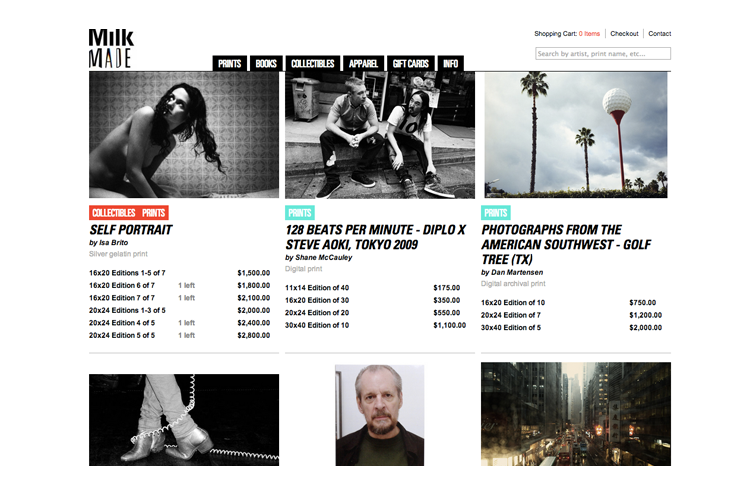 Milk
MADE
Shopping Cart: 0 Items
Checkout
Contact
Search by artist, print name, etc...
PRINTS
BOOKS
COLLECTIBLES
APPAREL
GIFT CARDS
INFO
COLLECTIBLES PRINTS
SELF PORTRAIT
by Isa Brito
Silver gelatin print
16x20 Editions 1-5 of 7 $1,500.00
16x20 Edition 6 of 7 1 left $1,800.00
16x20 Edition 7 of 7 1 left $2,100.00
20x24 Editions 1-3 of 5 $2,000.00
20x24 Edition 4 of 5 1 left $2,400.00
20x24 Edition 5 of 5 1 left $2,800.00
PRINTS
128 BEATS PER MINUTE - DIPLO X
STEVE AOKI, TOKYO 2009
by Shane McCauley
Digital print
11x14 Edition of 40 $175.00
16x20 Edition of 30 $350.00
20x24 Edition of 20 $550.00
30x40 Edition of 10 $1,100.00
PRINTS
PHOTOGRAPHS FROM THE
AMERICAN SOUTHWEST - GOLF
TREE (TX)
by Dan Martensen
Digital archival print
16x20 Edition of 10 $750.00
20x24 Edition of 7 $1,200.00
30x40 Edition of 5 $2,000.00